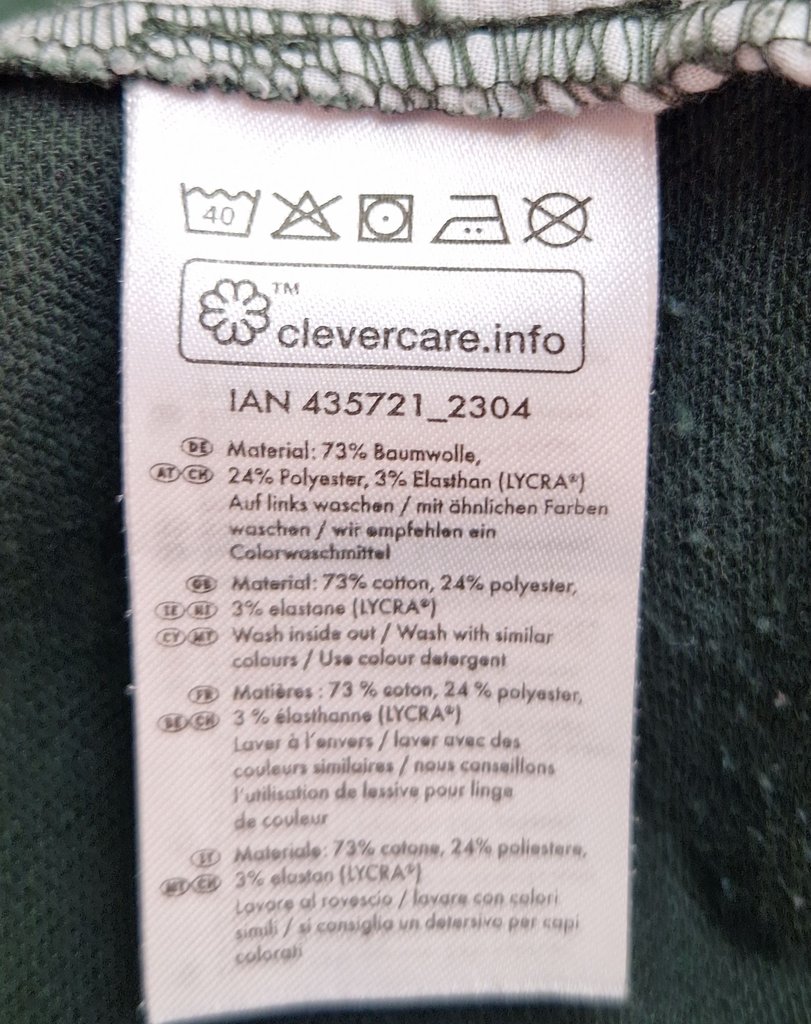 40
™
clevercare.info
IAN 435721_2304
DE Material: 73% Baumwolle,
AT CH 24% Polyester, 3% Elasthan (LYCRA®)
Auf links waschen / mit ähnlichen Farben
waschen / wir empfehlen ein
Colorwaschmittel
GB Material: 73% cotton, 24% polyester,
IE NI 3% elastane (LYCRA®)
CY MT Wash inside out / Wash with similar
colours / Use colour detergent
FR Matières : 73 % coton, 24 % polyester,
BE CH 3 % élasthanne (LYCRA®)
Laver à l'envers / laver avec des
couleurs similaires / nous conseillons
l'utilisation de lessive pour linge
de couleur
IT Materiale: 73% cotone, 24% poliestere,
MT CH 3% elastan (LYCRA®)
Lavare al rovescio / lavare con colori
simili / si consiglia un detersivo per capi
colorati